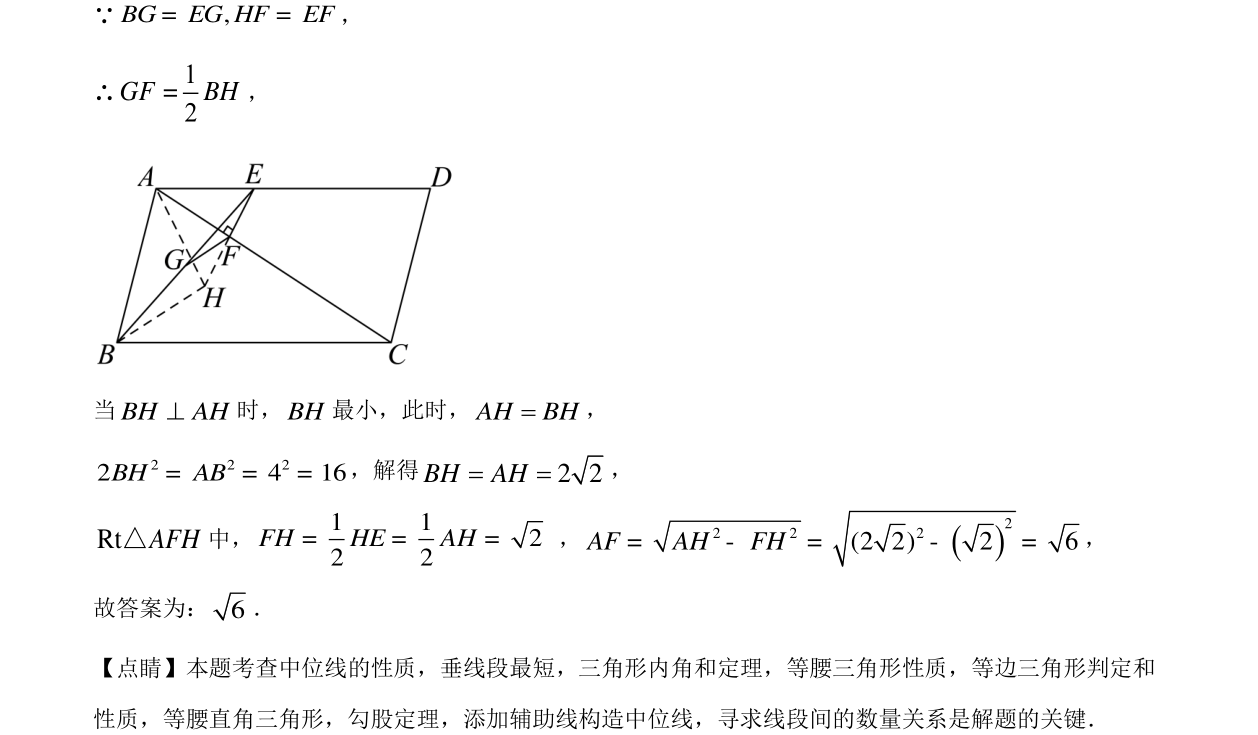 ∵ BG = EG, HF = EF，
∴ GF = 1/2 BH，
A E D
G F
H
B C
当 BH ⊥ AH 时， BH 最小，此时， AH = BH，
2BH² = AB² = 4² = 16，解得 BH = AH = 2√2，
Rt△AFH 中， FH = 1/2 HE = 1/2 AH = √2 ，AF = √(AH² - FH²) = √((2√2)² - (√2)²) = √6，
故答案为：√6．
【点睛】本题考查中位线的性质，垂线段最短，三角形内角和定理，等腰三角形性质，等边三角形判定和
性质，等腰直角三角形，勾股定理，添加辅助线构造中位线，寻求线段间的数量关系是解题的关键．